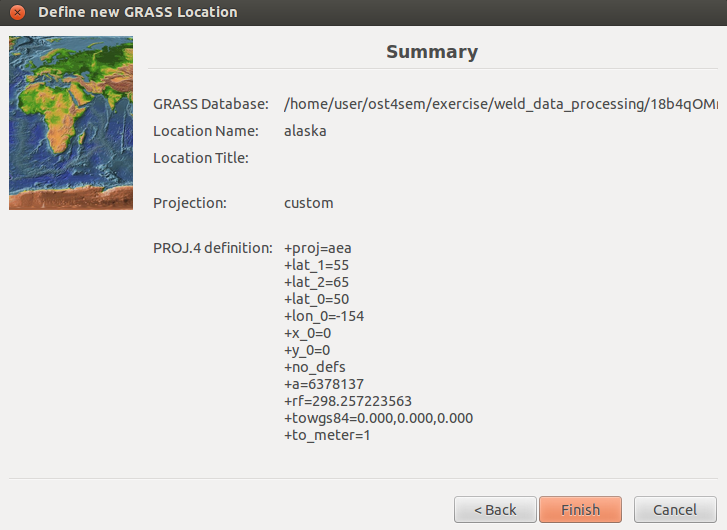 Define new GRASS Location
Summary
GRASS Database: /home/user/ost4sem/exercise/weld_data_processing/18b4qOM
Location Name: alaska
Location Title:
Projection: custom
PROJ.4 definition: +proj=aea
+lat_1=55
+lat_2=65
+lat_0=50
+lon_0=-154
+x_0=0
+y_0=0
+no_defs
+a=6378137
+rf=298.257223563
+towgs84=0.000,0.000,0.000
+to_meter=1
< Back Finish Cancel